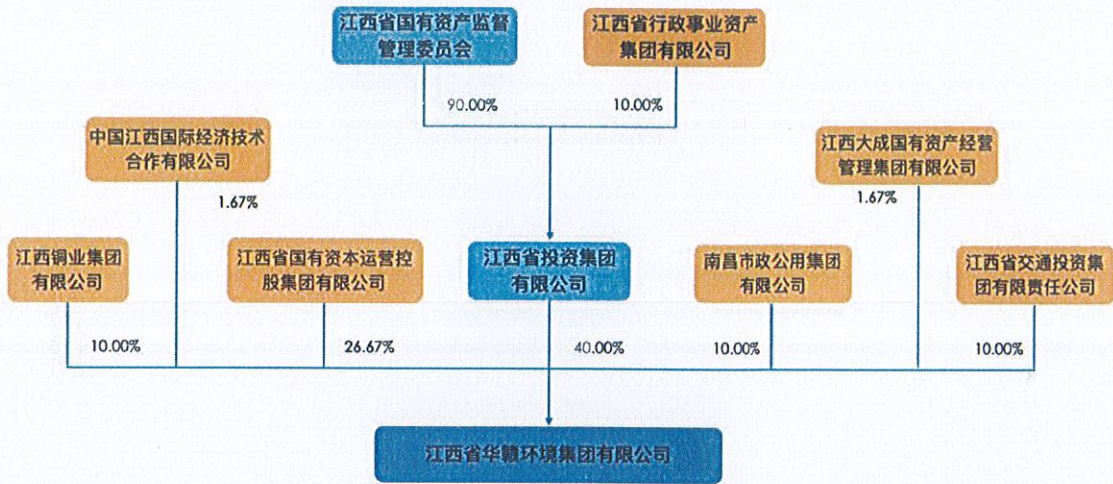 江西省国有资产监督
管理委员会
江西省行政事业资产
集团有限公司
90.00%
10.00%
中国江西国际经济技术
合作有限公司
江西大成国有资产经营
管理集团有限公司
1.67%
1.67%
江西铜业集团
有限公司
江西省国有资本运营控
股集团有限公司
江西省投资集团
有限公司
南昌市政公用集团
有限公司
江西省交通投资集
团有限责任公司
10.00%
26.67%
40.00%
10.00%
10.00%
江西省华赣环境集团有限公司